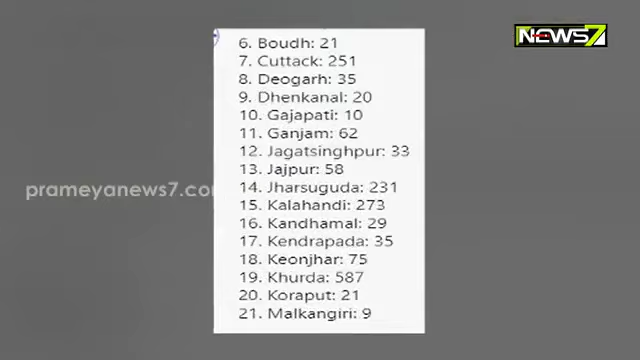 NEWS7
6. Boudh: 21
7. Cuttack: 251
8. Deogarh: 35
9. Dhenkanal: 20
10. Gajapati: 10
11. Ganjam: 62
12. Jagatsinghpur: 33
13. Jajpur: 58
14. Jharsuguda: 231
prameyanews7.co
15. Kalahandi: 273
16. Kandhamal: 29
17. Kendrapada: 35
18. Keonjhar: 75
19. Khurda: 587
20. Koraput: 21
21. Malkangiri: 9